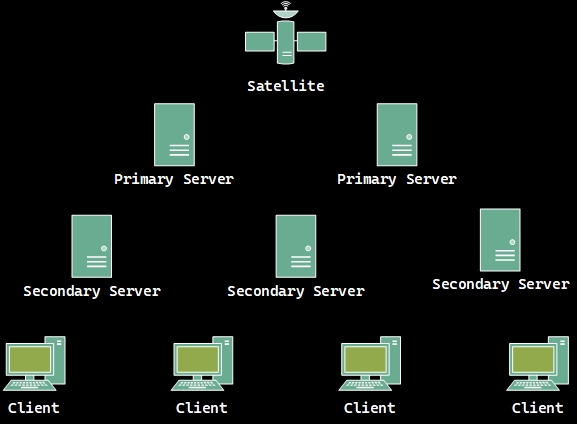 Satellite
Primary Server
Primary Server
Secondary Server
Secondary Server
Secondary Server
Client
Client
Client
Client